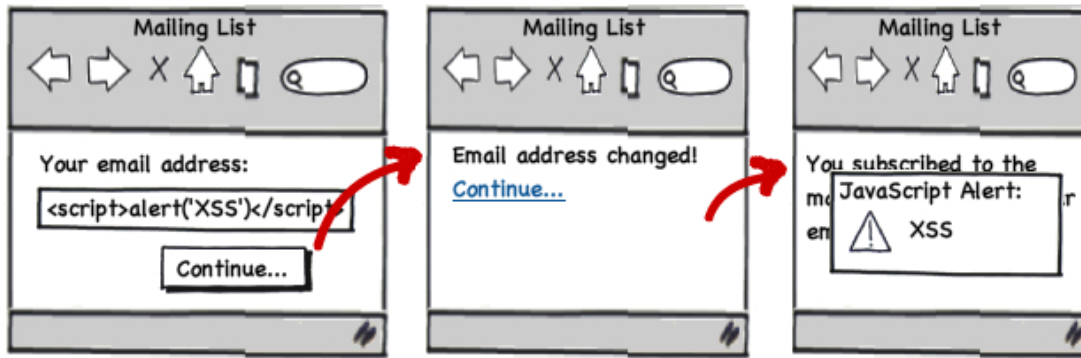 Mailing List
Your email address:
<script>alert('XSS')</script>
Continue...
Mailing List
Email address changed!
Continue...
Mailing List
You subscribed to the
JavaScript Alert:
XSS